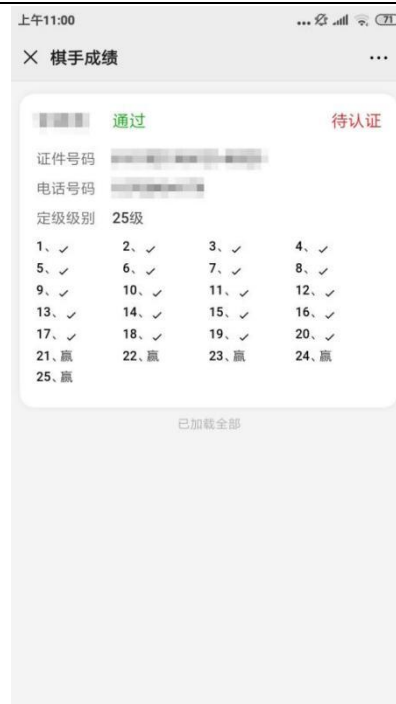 上午11:00 ... 71
× 棋手成绩 ...
通过 待认证
证件号码
电话号码
定级级别 25级
1、✓ 2、✓ 3、✓ 4、✓
5、✓ 6、✓ 7、✓ 8、✓
9、✓ 10、✓ 11、✓ 12、✓
13、✓ 14、✓ 15、✓ 16、✓
17、✓ 18、✓ 19、✓ 20、✓
21、赢 22、赢 23、赢 24、赢
25、赢
已加载全部